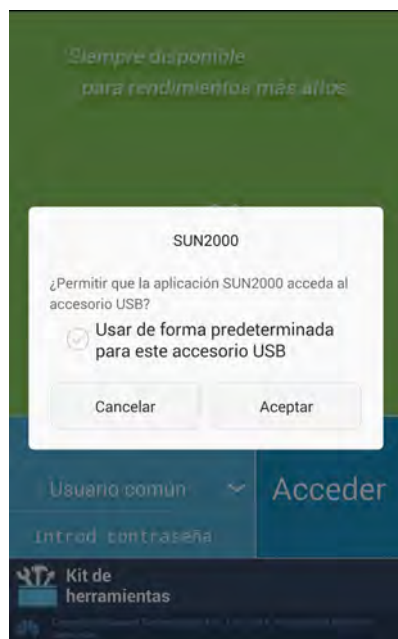 Siempre disponible
para rendimientos más altos
SUN2000
¿Permitir que la aplicación SUN2000 acceda al
accesorio USB?
Usar de forma predeterminada
para este accesorio USB
Cancelar
Aceptar
Usuario común
Acceder
Introd contraseña
Kit de
herramientas